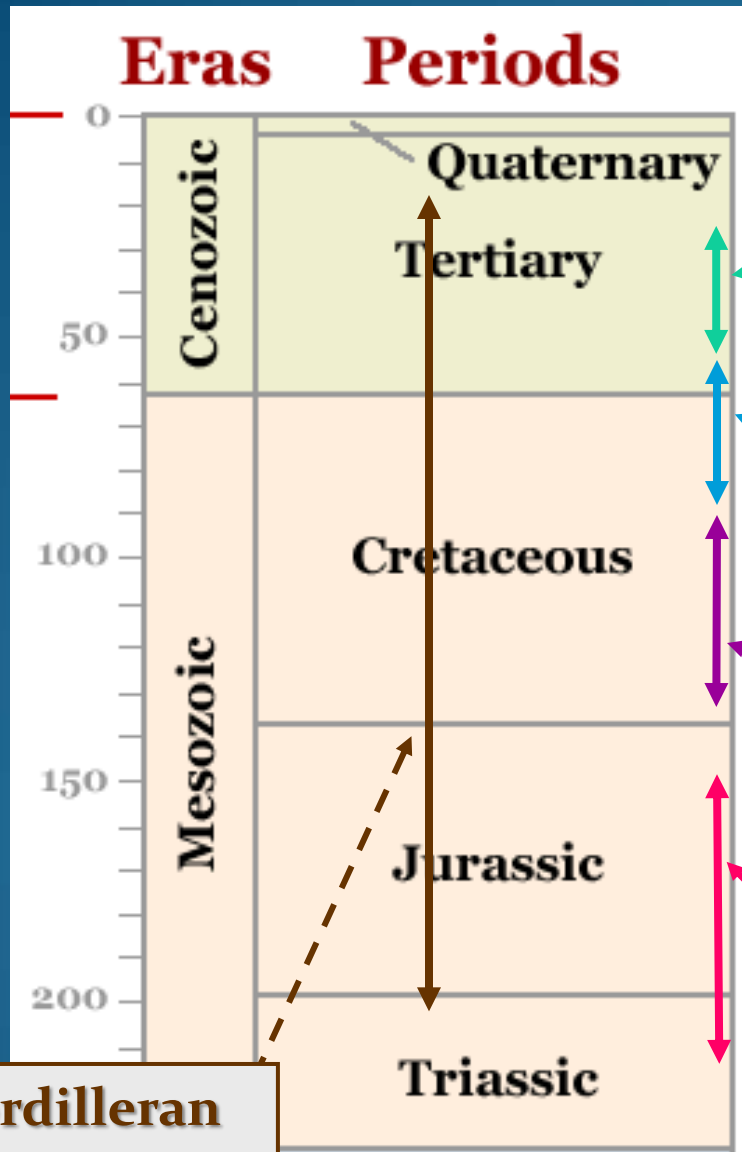 Eras Periods
0
Quaternary
Cenozoic
Tertiary
50
Cretaceous
100
Mesozoic
150
Jurassic
200
Triassic
rdilleran